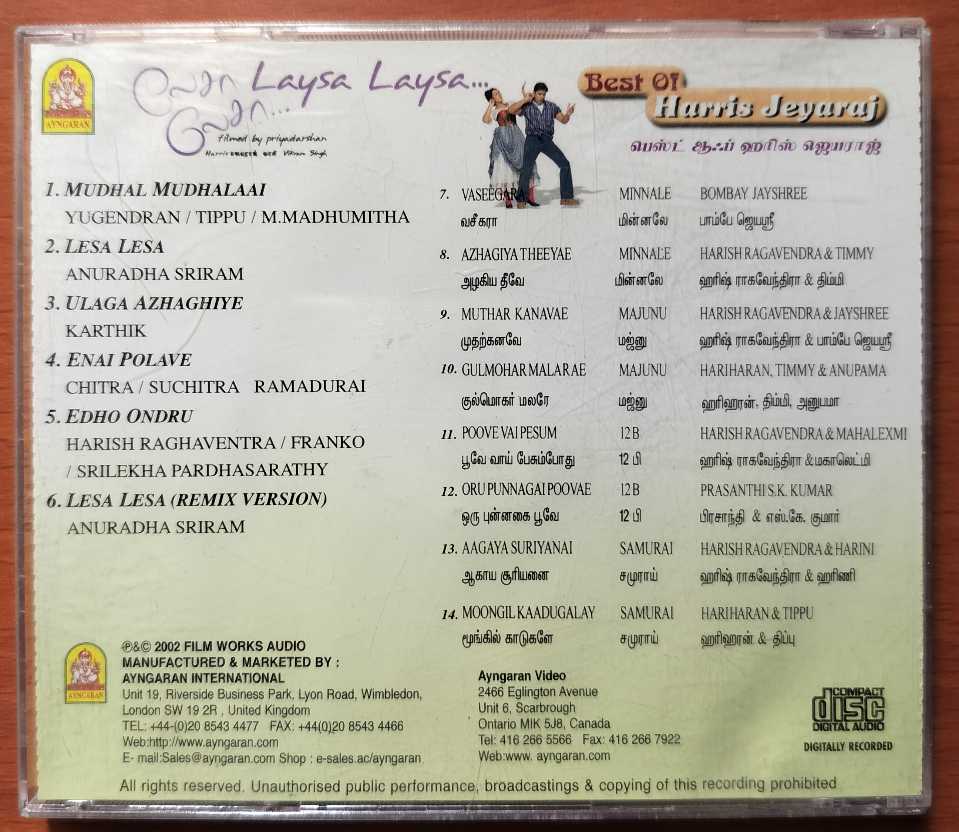 AYNGARAN
லேசா லேசா...
Laysa Laysa...
filmed by priyadarshan
Vikram Singh
Best Of
Harris Jeyaraj
பெஸ்ட் ஆஃப் ஹரிஸ் ஜெயராஜ்
1. MUDHAL MUDHALAAI
YUGENDRAN / TIPPU / M.MADHUMITHA
2. LESA LESA
ANURADHA SRIRAM
3. ULAGA AZHAGHIYE
KARTHIK
4. ENAI POLAVE
CHITRA / SUCHITRA RAMADURAI
5. EDHO ONDRU
HARISH RAGHAVENTRA / FRANKO
/ SRILEKHA PARDHASARATHY
6. LESA LESA (REMIX VERSION)
ANURADHA SRIRAM
7. VASEEGARA MINNALE BOMBAY JAYSHREE
வசீகரா மின்னலே பாம்பே ஜெயஸ்ரீ
8. AZHAGIYA THEEYAE MINNALE HARISH RAGAVENDRA & TIMMY
அழகிய தீவே மின்னலே ஹரிஷ் ராகவேந்திரா & திம்மி
9. MUTHAR KANAVAE MAJUNU HARISH RAGAVENDRA & JAYSHREE
முதற்கனவே மஜ்னு ஹரிஷ் ராகவேந்திரா & பாம்பே ஜெயஸ்ரீ
10. GULMOHAR MALAR AE MAJUNU HARIHARAN, TIMMY & ANUPAMA
குல்மொகர் மலரே மஜ்னு ஹரிஹரன், திம்மி, அனுபமா
11. POOVE VAI PESUM 12 B HARISH RAGAVENDRA & MAHALEXMI
பூவே வாய் பேசும்போது 12 பி ஹரிஷ் ராகவேந்திரா & மகாலெட்மி
12. ORU PUNNAGAI POOVAE 12 B PRASANTHI S.K. KUMAR
ஒரு புன்னகை பூவே 12 பி பிரசாந்தி & எஸ்.கே. குமார்
13. AAGAYA SURIYANAI SAMURAI HARISH RAGAVENDRA & HARINI
ஆகாய சூரியனை சமுராய் ஹரிஷ் ராகவேந்திரா & ஹரிணி
14. MOONGIL KAADUGALAY SAMURAI HARIHARAN & TIPPU
மூங்கில் காடுகளே சமுராய் ஹரிஹரன் & திப்பு
AYNGARAN
℗&© 2002 FILM WORKS AUDIO
MANUFACTURED & MARKETED BY :
AYNGARAN INTERNATIONAL
Unit 19, Riverside Business Park, Lyon Road, Wimbledon,
London SW 19 2R , United Kingdom
TEL: +44-(0)20 8543 4477 FAX: +44(0)20 8543 4466
Web:http://www.ayngaran.com
E- mail:Sales@ayngaran.com Shop : e-sales.ac/ayngaran
Ayngaran Video
2466 Eglington Avenue
Unit 6, Scarbrough
Ontario MIK 5J8, Canada
Tel: 416 266 5566 Fax: 416 266 7922
Web:www. ayngaran.com
COMPACT
disc
DIGITAL AUDIO
DIGITALLY RECORDED
All rights reserved. Unauthorised public performance, broadcastings & copying of this recording prohibited